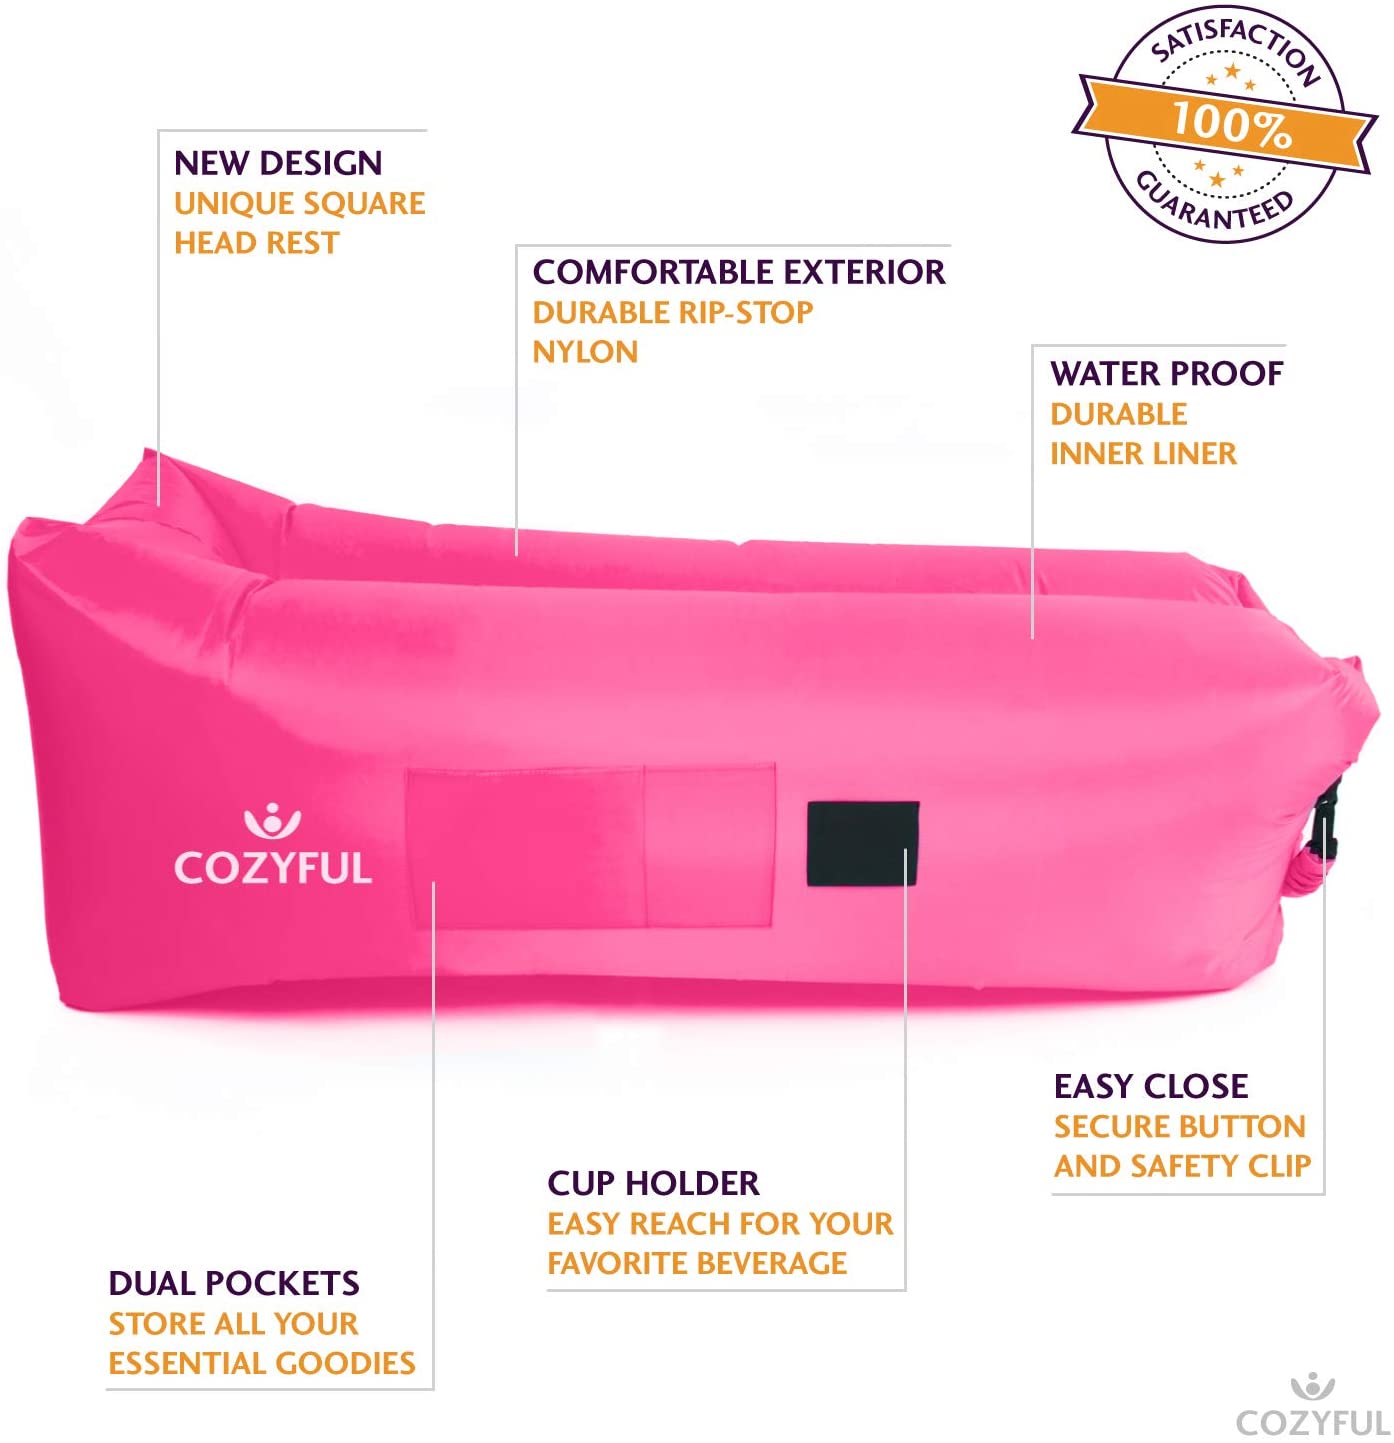 SATISFACTION
100%
GUARANTEED
NEW DESIGN
UNIQUE SQUARE
HEAD REST
COMFORTABLE EXTERIOR
DURABLE RIP-STOP
NYLON
WATER PROOF
DURABLE
INNER LINER
COZYFUL
EASY CLOSE
SECURE BUTTON
AND SAFETY CLIP
CUP HOLDER
EASY REACH FOR YOUR
FAVORITE BEVERAGE
DUAL POCKETS
STORE ALL YOUR
ESSENTIAL GOODIES
COZYFUL